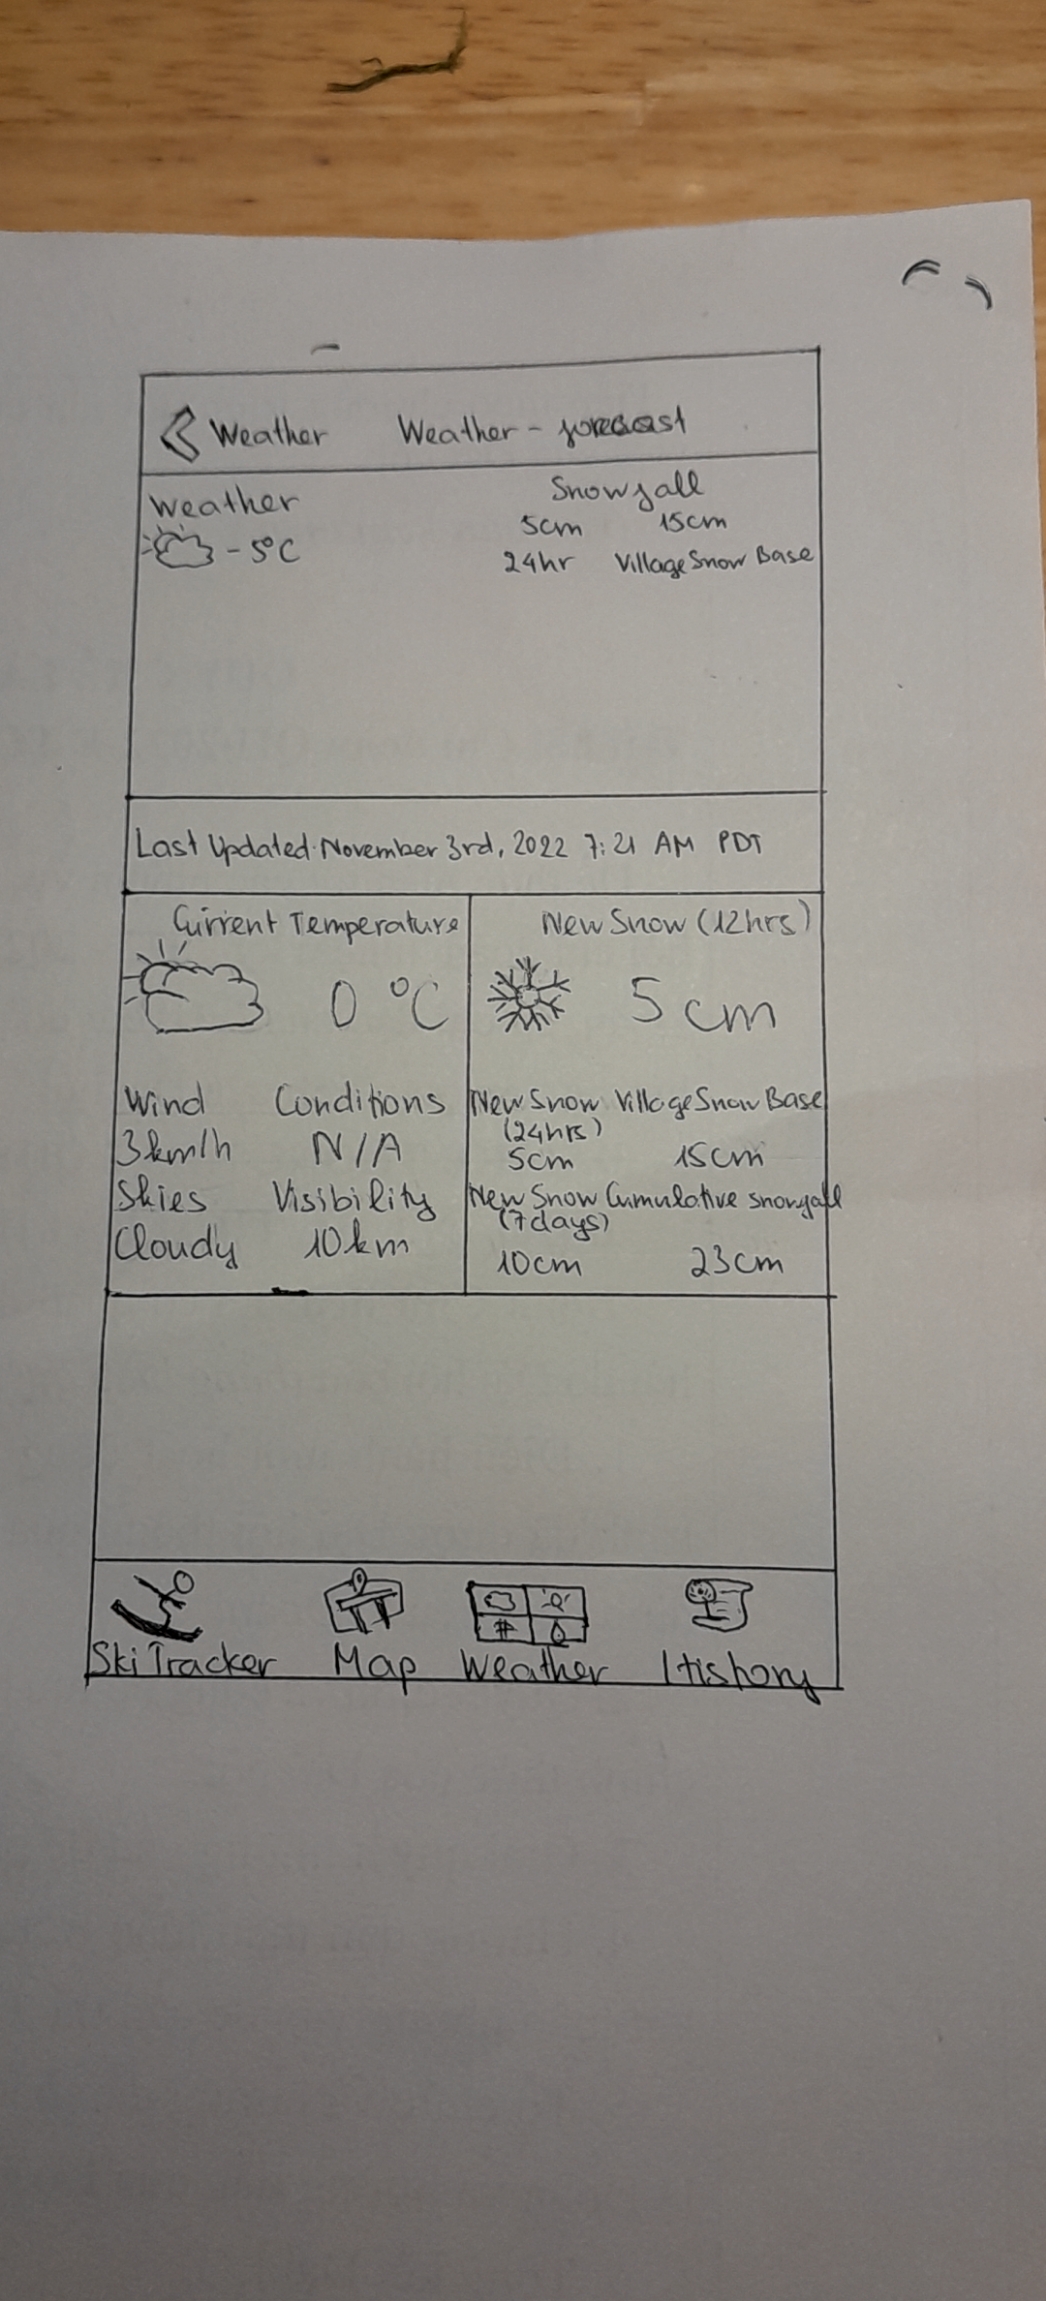 Weather Weather - forecast
Weather Snowfall
5cm 15cm
-5°C 24hr Village Snow Base
Last Updated: November 3rd, 2022 7:21 AM PDT
Current Temperature New Snow (12hrs)
0 °C 5 cm
Wind Conditions New Snow Village Snow Base
(24hrs)
3km/h N/A 5cm 15cm
Skies Visibility New Snow Cumulative snowfall
(7days)
Cloudy 10km 10cm 23cm
Ski Tracker Map Weather History